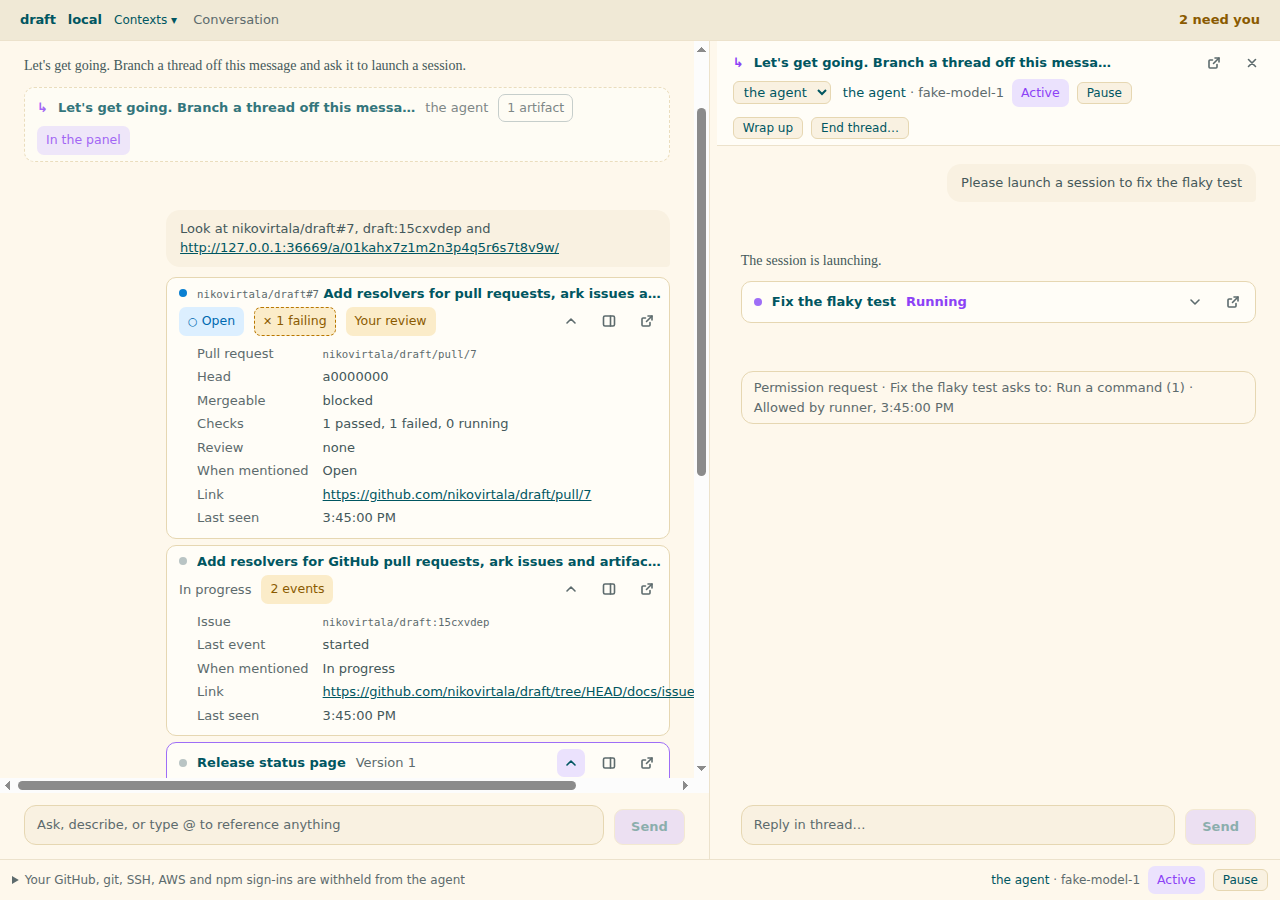 draft local Contexts ▾ Conversation 2 need you
Let's get going. Branch a thread off this message and ask it to launch a session.
↳ Let's get going. Branch a thread off this messa… the agent 1 artifact
In the panel
Look at nikovirtala/draft#7, draft:15cxvdep and
http://127.0.0.1:36669/a/01kahx7z1m2n3p4q5r6s7t8v9w/
nikovirtala/draft#7 Add resolvers for pull requests, ark issues a…
○ Open × 1 failing Your review
Pull request nikovirtala/draft/pull/7
Head a0000000
Mergeable blocked
Checks 1 passed, 1 failed, 0 running
Review none
When mentioned Open
Link https://github.com/nikovirtala/draft/pull/7
Last seen 3:45:00 PM
Add resolvers for GitHub pull requests, ark issues and artifac…
In progress 2 events
Issue nikovirtala/draft:15cxvdep
Last event started
When mentioned In progress
Link https://github.com/nikovirtala/draft/tree/HEAD/docs/issue
Last seen 3:45:00 PM
Release status page Version 1
Ask, describe, or type @ to reference anything Send
↳ Let's get going. Branch a thread off this messa…
the agent the agent · fake-model-1 Active Pause
Wrap up End thread…
Please launch a session to fix the flaky test
The session is launching.
Fix the flaky test Running
Permission request · Fix the flaky test asks to: Run a command (1) ·
Allowed by runner, 3:45:00 PM
Reply in thread… Send
▶ Your GitHub, git, SSH, AWS and npm sign-ins are withheld from the agent the agent · fake-model-1 Active Pause